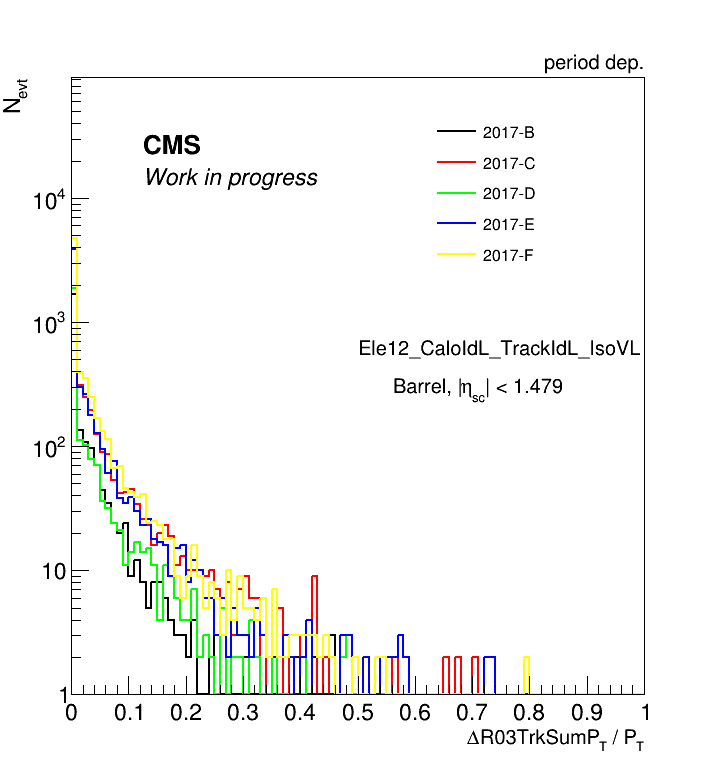 period dep.
N_evt
CMS
Work in progress
2017-B
2017-C
2017-D
2017-E
2017-F
Ele12_CaloIdL_TrackIdL_IsoVL
Barrel, |η_sc| < 1.479
10^4
10^3
10^2
10
1
0 0.1 0.2 0.3 0.4 0.5 0.6 0.7 0.8 0.9 1
ΔR03TrkSumP_T / P_T